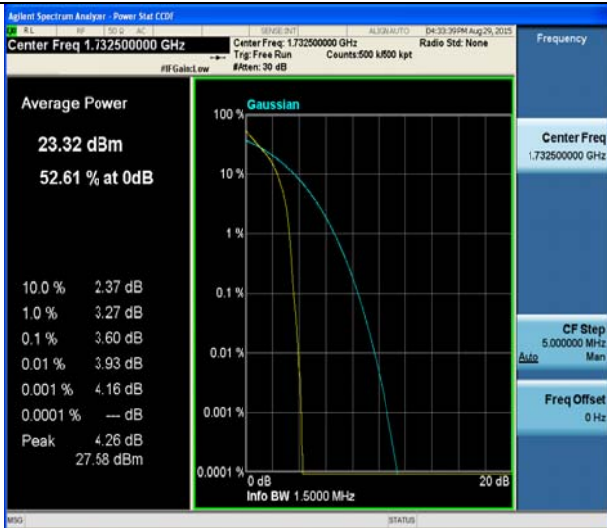 Agilent Spectrum Analyzer - Power Stat CCDF
RL RF 50 Ω AC SENSE:INT ALIGNAUTO 04:33:39PM Aug 29, 2015
Center Freq 1.732500000 GHz
Center Freq: 1.732500000 GHz Radio Std: None
Trig: Free Run Counts:500 k/500 kpt
#IFGain:Low #Atten: 30 dB
Frequency
Average Power
23.32 dBm
52.61 % at 0dB
10.0 % 2.37 dB
1.0 % 3.27 dB
0.1 % 3.60 dB
0.01 % 3.93 dB
0.001 % 4.16 dB
0.0001 % --- dB
Peak 4.26 dB
27.58 dBm
Gaussian
100 %
10 %
1 %
0.1 %
0.01 %
0.001 %
0.0001 %
0 dB 20 dB
Info BW 1.5000 MHz
Center Freq
1.732500000 GHz
CF Step
5.000000 MHz
Auto Man
Freq Offset
0 Hz
MSG STATUS